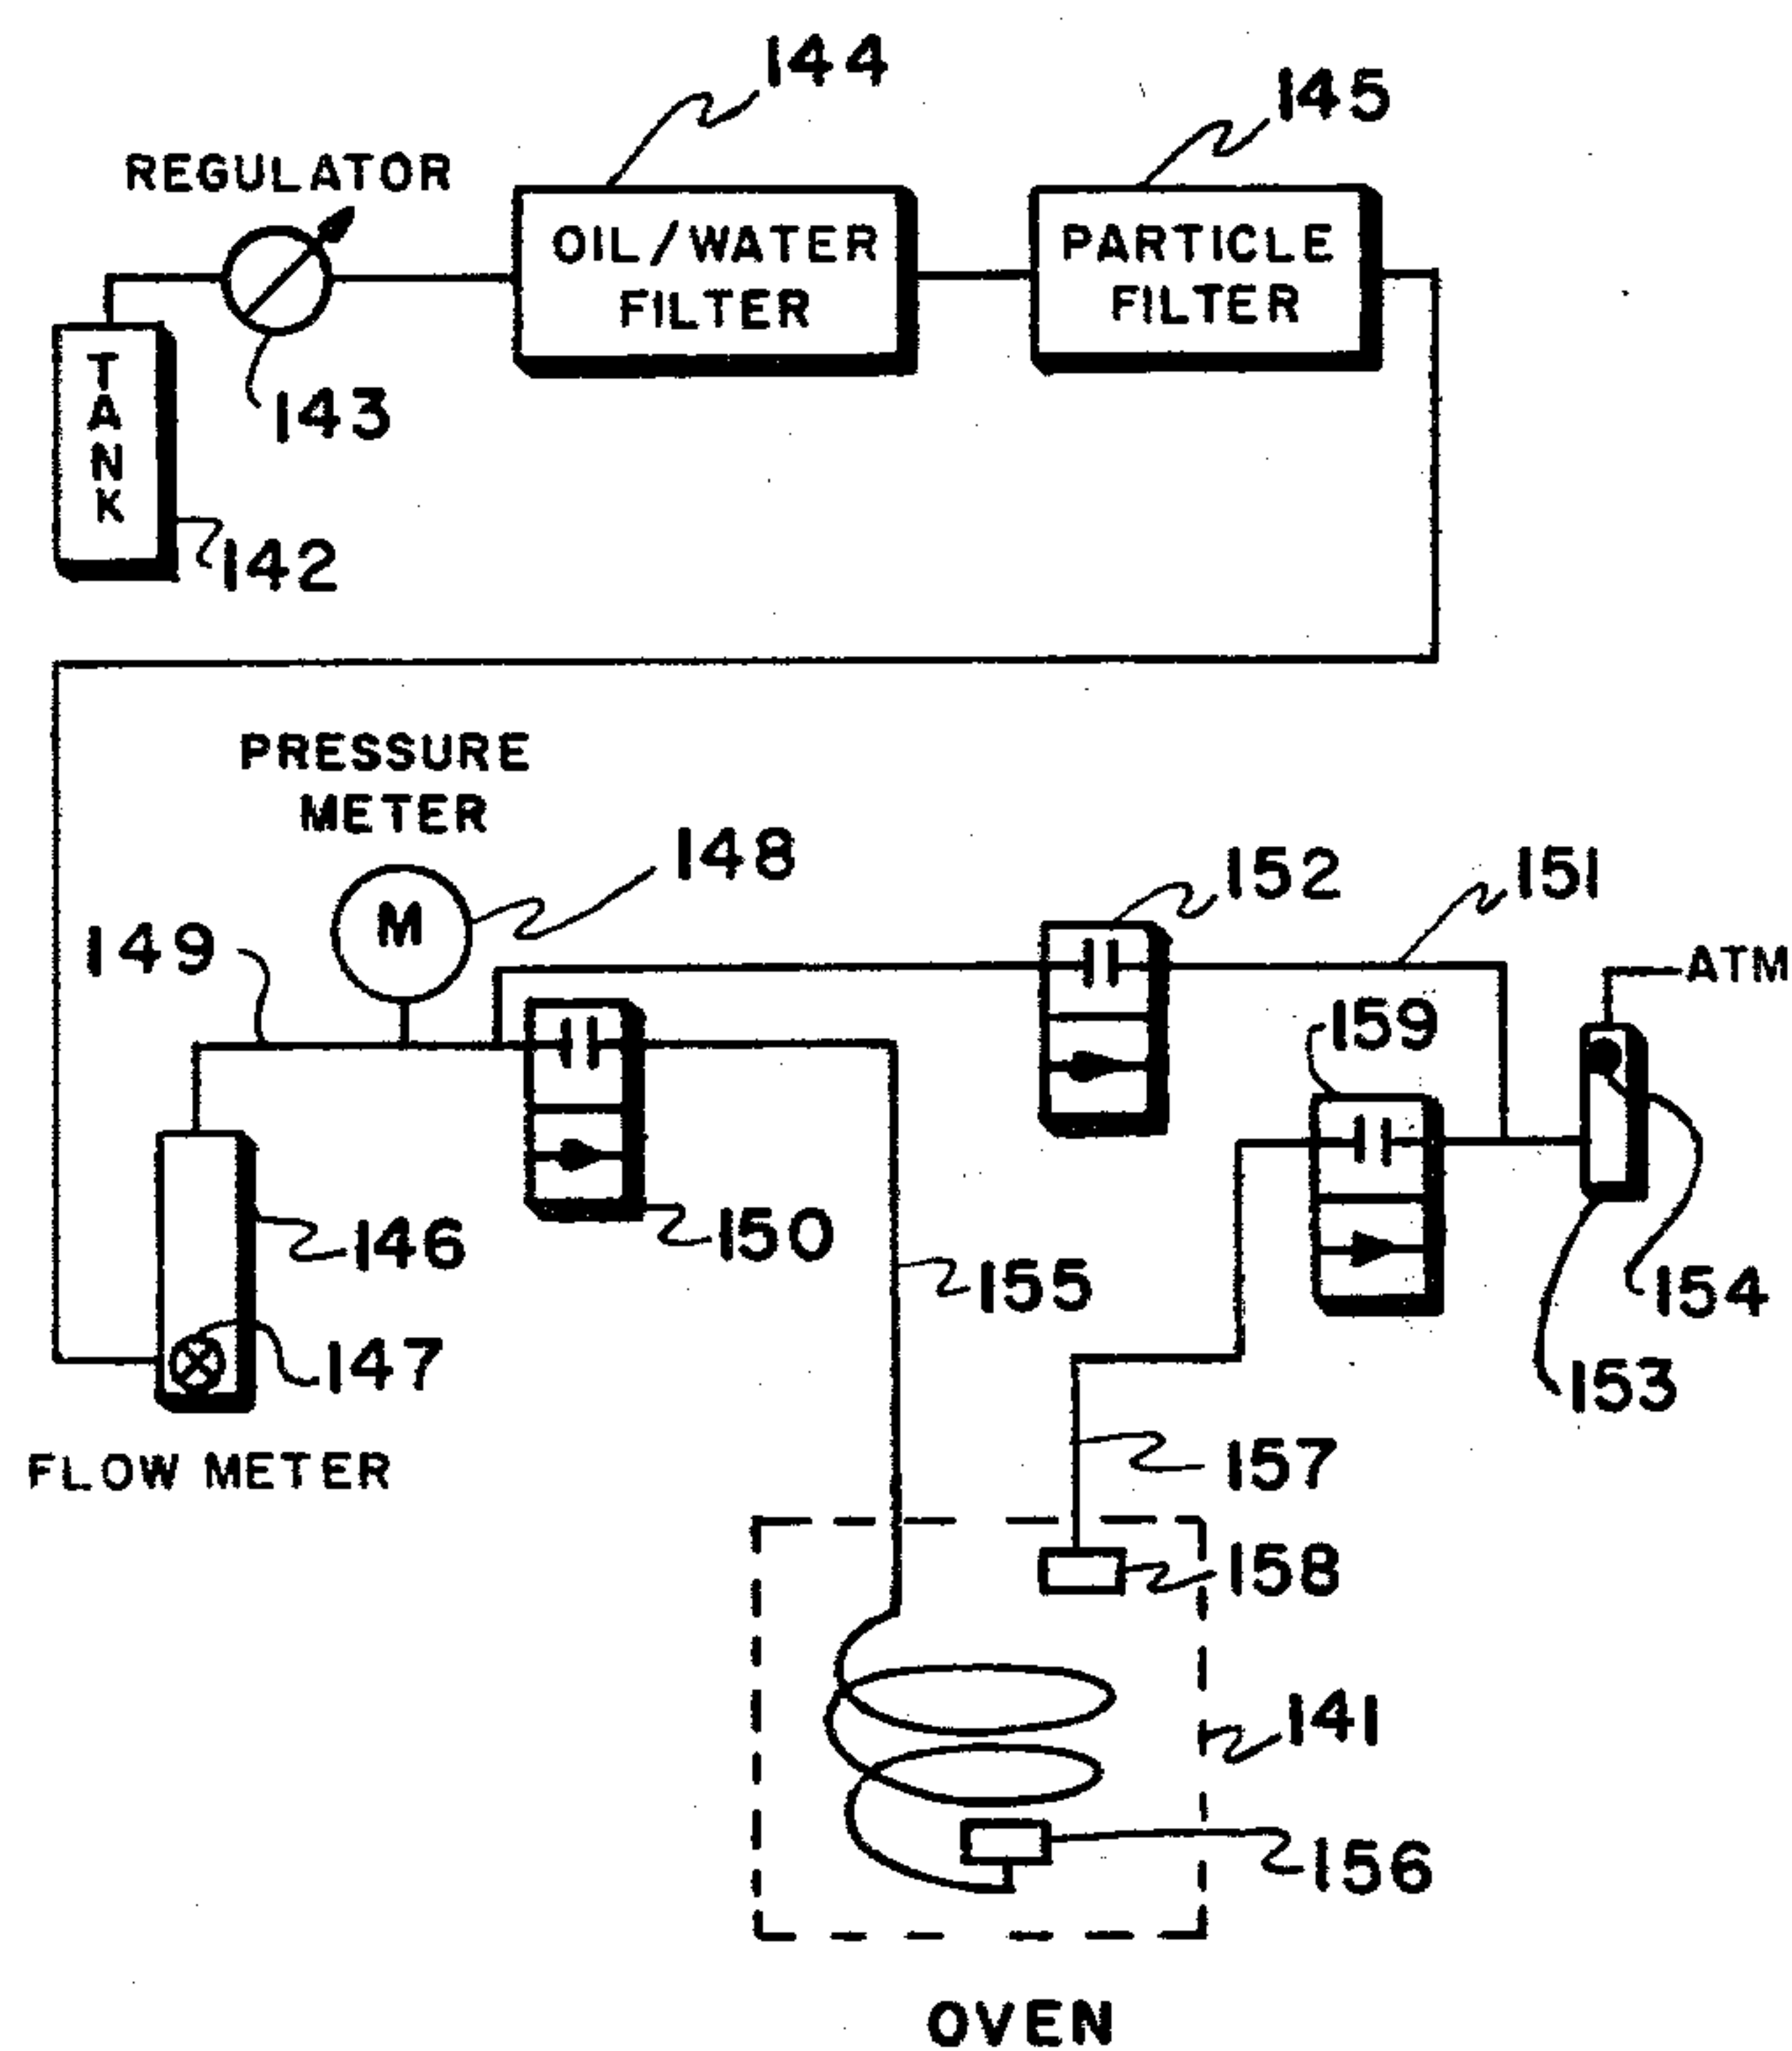 144
145
REGULATOR
OIL/WATER
FILTER
PARTICLE
FILTER
TANK
143
142
PRESSURE
METER
148
152
151
M
149
ATM
159
146
150
155
154
147
153
FLOW METER
157
158
141
156
OVEN